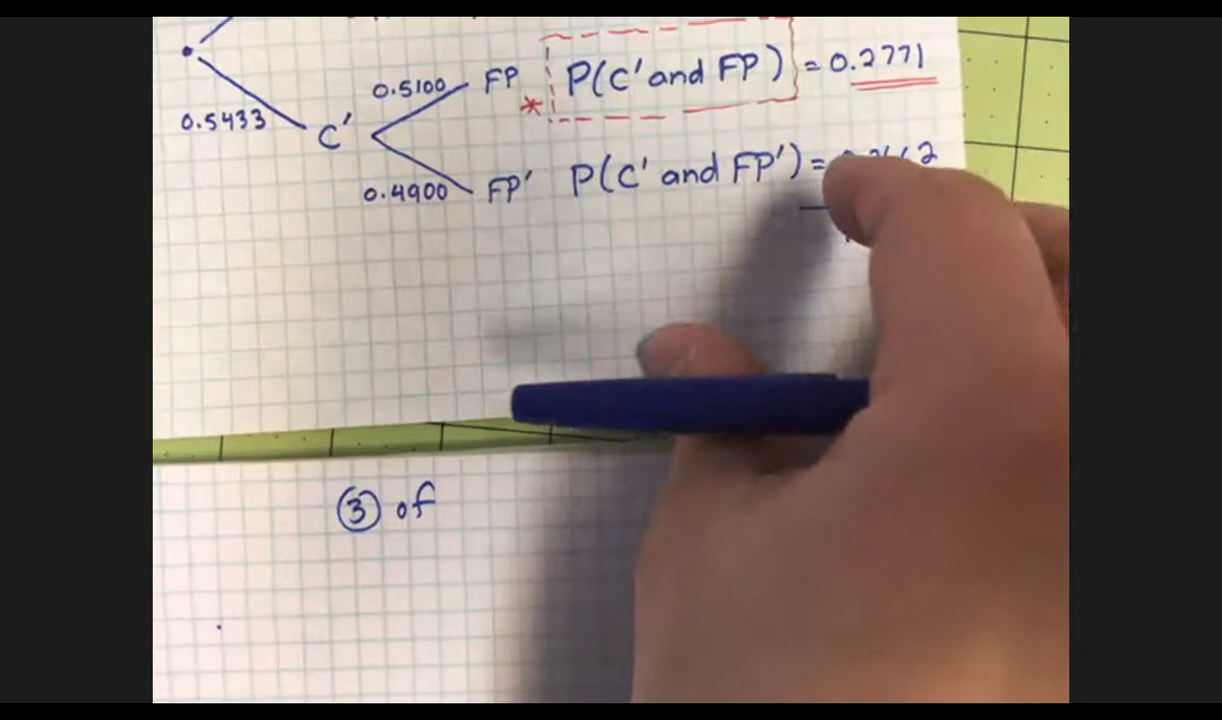 0.5100 FP * P(C' and FP) = 0.2771
0.5433 C'
0.4900 FP' P(C' and FP') =
③ of